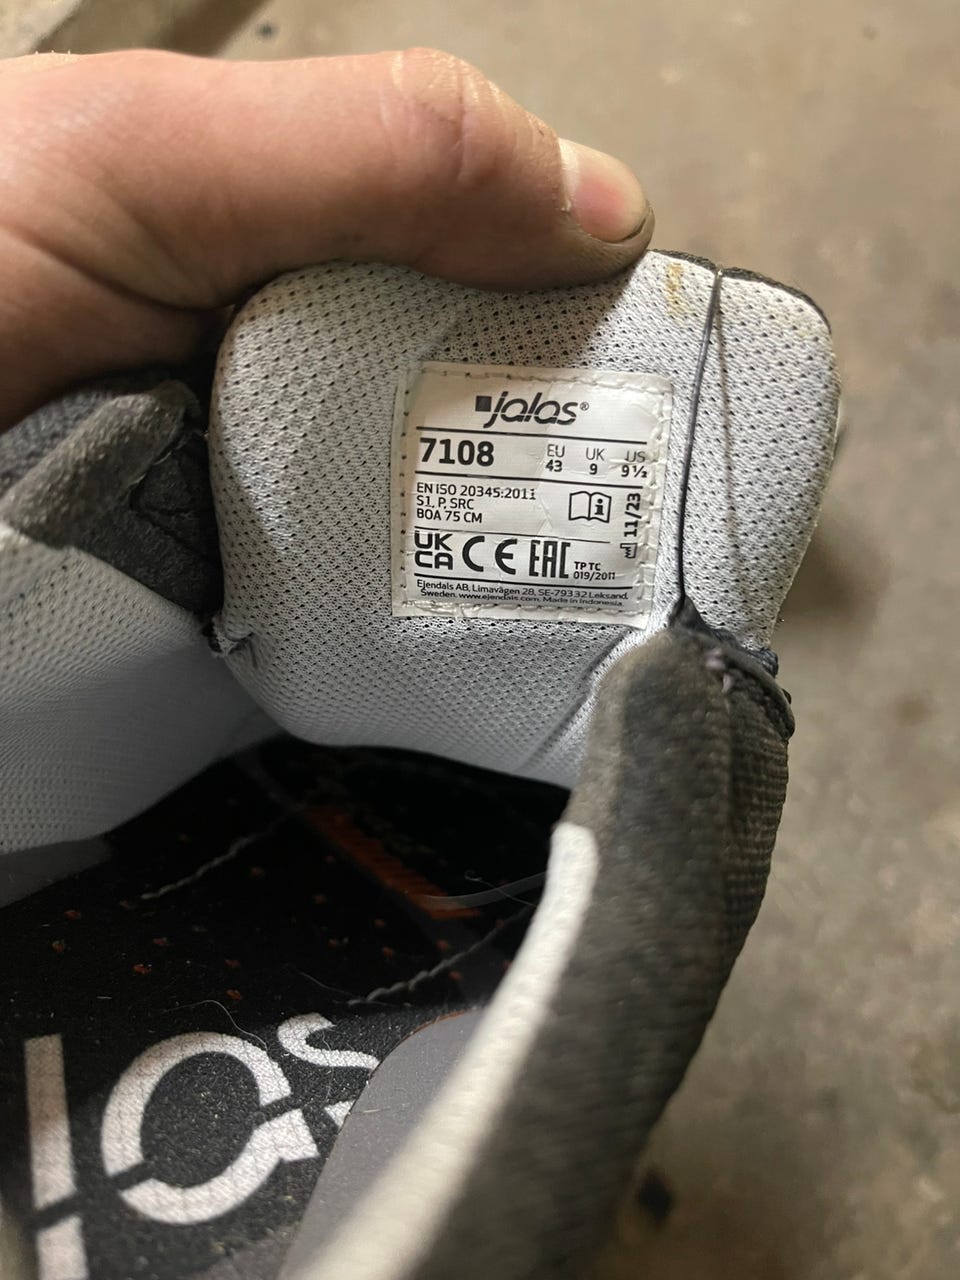 jalas®
7108
EU UK US
43 9 9½
EN ISO 20345:2011
S1, P, SRC
BOA 75 CM
11/23
UK CA CE EAC TP TC 019/2011
Ejendals AB, Limavägen 28, SE-793 32 Leksand,
Sweden. www.ejendals.com. Made in Indonesia.
las